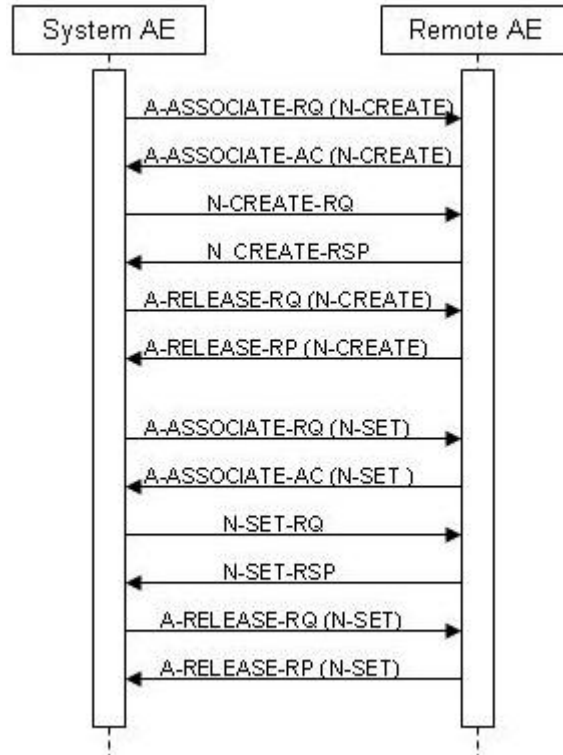 System AE
Remote AE
A-ASSOCIATE-RQ (N-CREATE)
A-ASSOCIATE-AC (N-CREATE)
N-CREATE-RQ
N_CREATE-RSP
A-RELEASE-RQ (N-CREATE)
A-RELEASE-RP (N-CREATE)
A-ASSOCIATE-RQ (N-SET)
A-ASSOCIATE-AC (N-SET )
N-SET-RQ
N-SET-RSP
A-RELEASE-RQ (N-SET)
A-RELEASE-RP (N-SET)